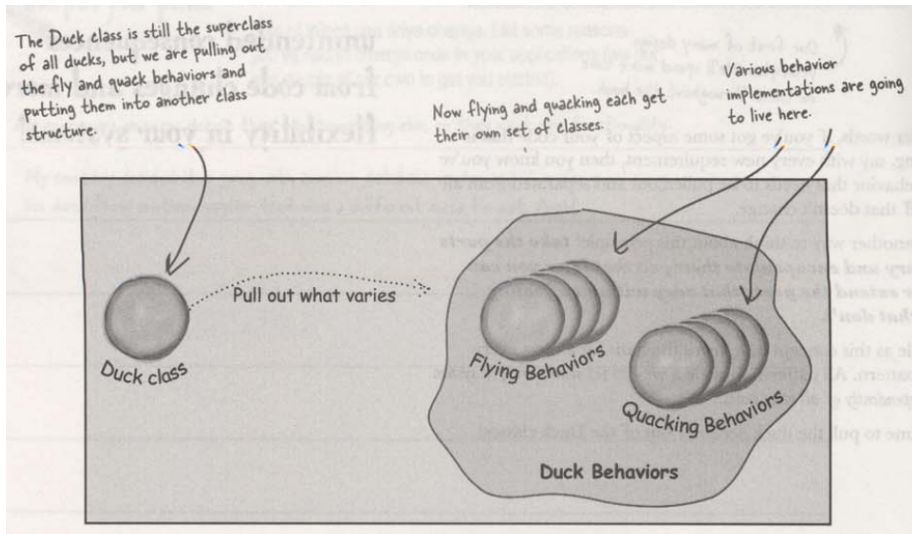 The Duck class is still the superclass
of all ducks, but we are pulling out
the fly and quack behaviors and
putting them into another class
structure.
Now flying and quacking each get
their own set of classes.
Various behavior
implementations are going
to live here.
Pull out what varies
Duck class
Flying Behaviors
Quacking Behaviors
Duck Behaviors